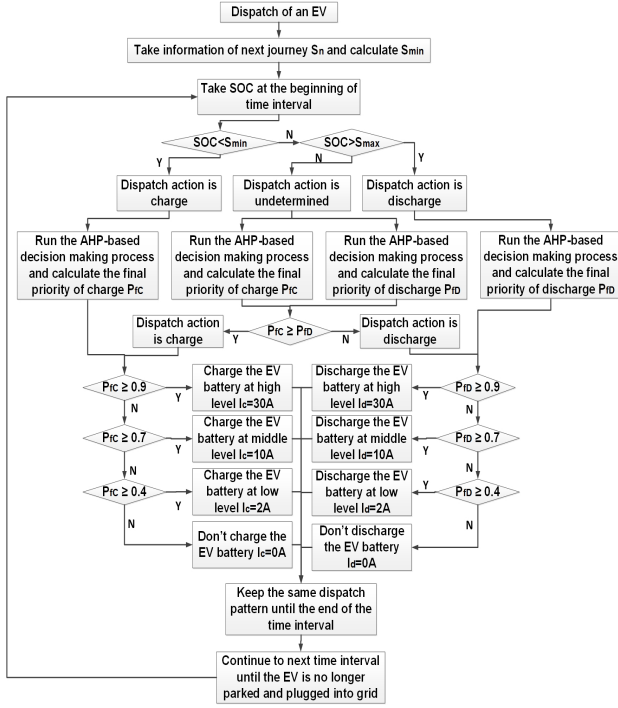 Dispatch of an EV
Take information of next journey Sn and calculate Smin
Take SOC at the beginning of
time interval
SOC<Smin
N
SOC>Smax
Y
N
Y
Dispatch action is
charge
Dispatch action is
undetermined
Dispatch action is
discharge
Run the AHP-based
decision making process
and calculate the final
priority of charge PfC
Run the AHP-based
decision making process
and calculate the final
priority of charge PfC
Run the AHP-based
decision making process
and calculate the final
priority of discharge PfD
Run the AHP-based
decision making process
and calculate the final
priority of discharge PfD
Dispatch action
is charge
Y
PfC ≥ PfD
N
Dispatch action is
discharge
PfC ≥ 0.9
Y
N
Charge the EV
battery at high
level Ic=30A
Discharge the EV
battery at high
level Id=30A
Y
PfD ≥ 0.9
N
PfC ≥ 0.7
Y
N
Charge the EV
battery at middle
level Ic=10A
Discharge the EV
battery at middle
level Id=10A
Y
PfD ≥ 0.7
N
PfC ≥ 0.4
Y
N
Charge the EV
battery at low
level Ic=2A
Discharge the EV
battery at low
level Id=2A
Y
PfD ≥ 0.4
N
Don't charge the
EV battery Ic=0A
Don't discharge
the EV battery
Id=0A
Keep the same dispatch
pattern until the end of the
time interval
Continue to next time interval
until the EV is no longer
parked and plugged into grid